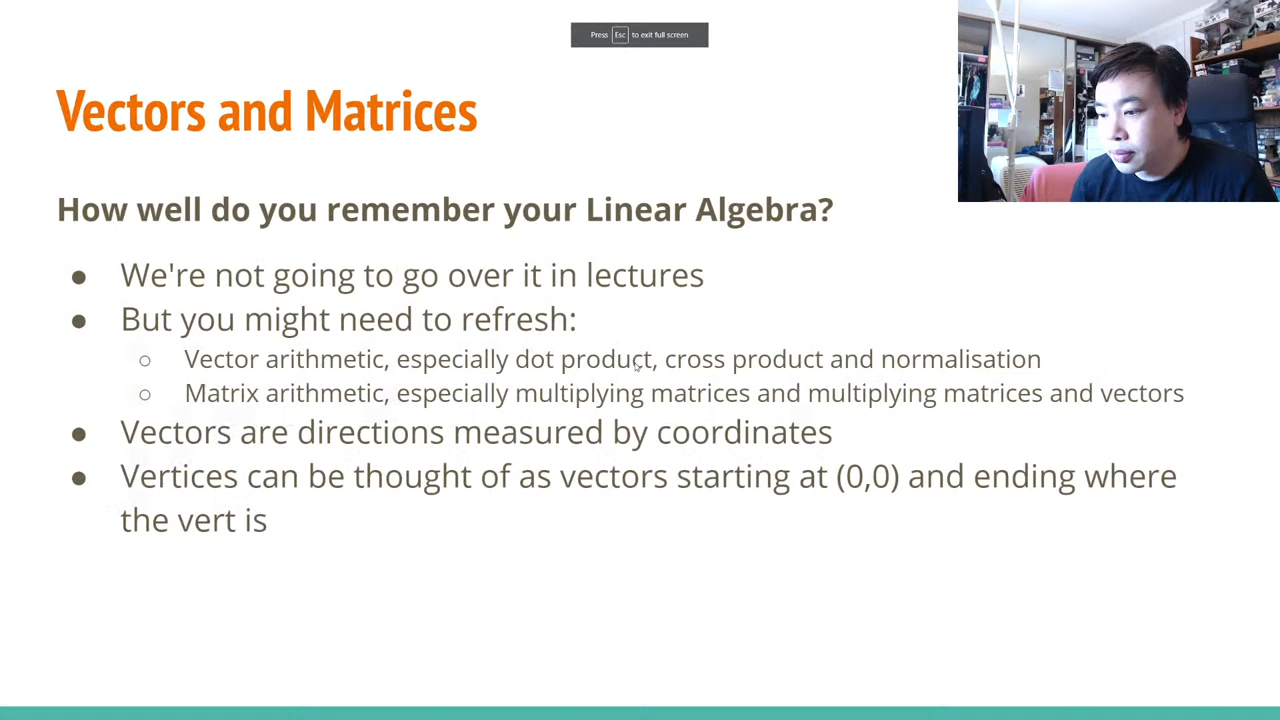 Press Esc to exit full screen
Vectors and Matrices
How well do you remember your Linear Algebra?
● We're not going to go over it in lectures
● But you might need to refresh:
○ Vector arithmetic, especially dot product, cross product and normalisation
○ Matrix arithmetic, especially multiplying matrices and multiplying matrices and vectors
● Vectors are directions measured by coordinates
● Vertices can be thought of as vectors starting at (0,0) and ending where
the vert is